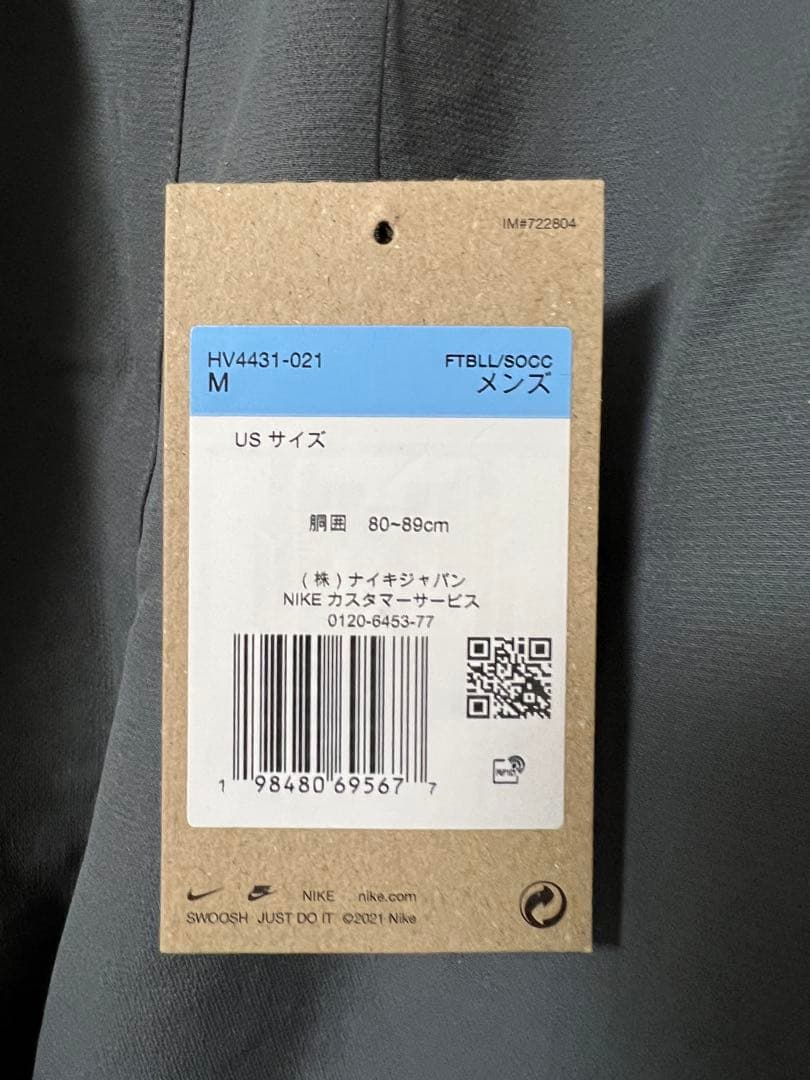 IM#722804
HV4431-021 FTBLL/SOCC
M メンズ
US サイズ
胴囲 80~89cm
(株)ナイキジャパン
NIKE カスタマーサービス
0120-6453-77
1 98480 69567 7
NIKE nike.com
SWOOSH JUST DO IT ©2021 Nike